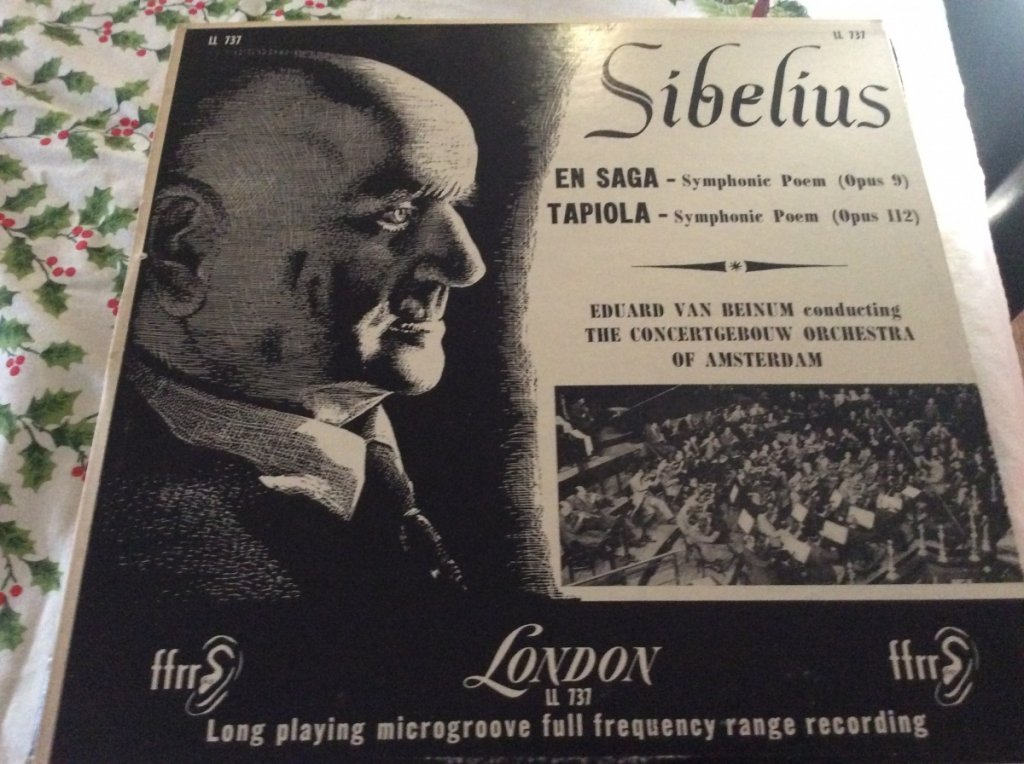 LL 737
LL 737
Sibelius
EN SAGA - Symphonic Poem (Opus 9)
TAPIOLA - Symphonic Poem (Opus 112)
EDUARD VAN BEINUM conducting
THE CONCERTGEBOUW ORCHESTRA
OF AMSTERDAM
ffrr
LONDON
ffrr
LL 737
Long playing microgroove full frequency range recording